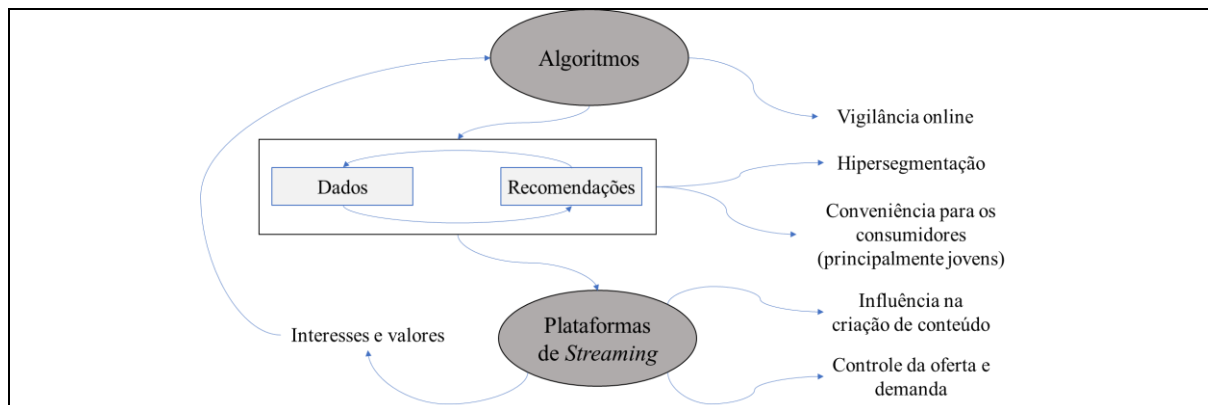 Algoritmos
Vigilância online
Hipersegmentação
Dados
Recomendações
Conveniência para os
consumidores
(principalmente jovens)
Influência na
criação de conteúdo
Plataformas
de Streaming
Interesses e valores
Controle da oferta e
demanda